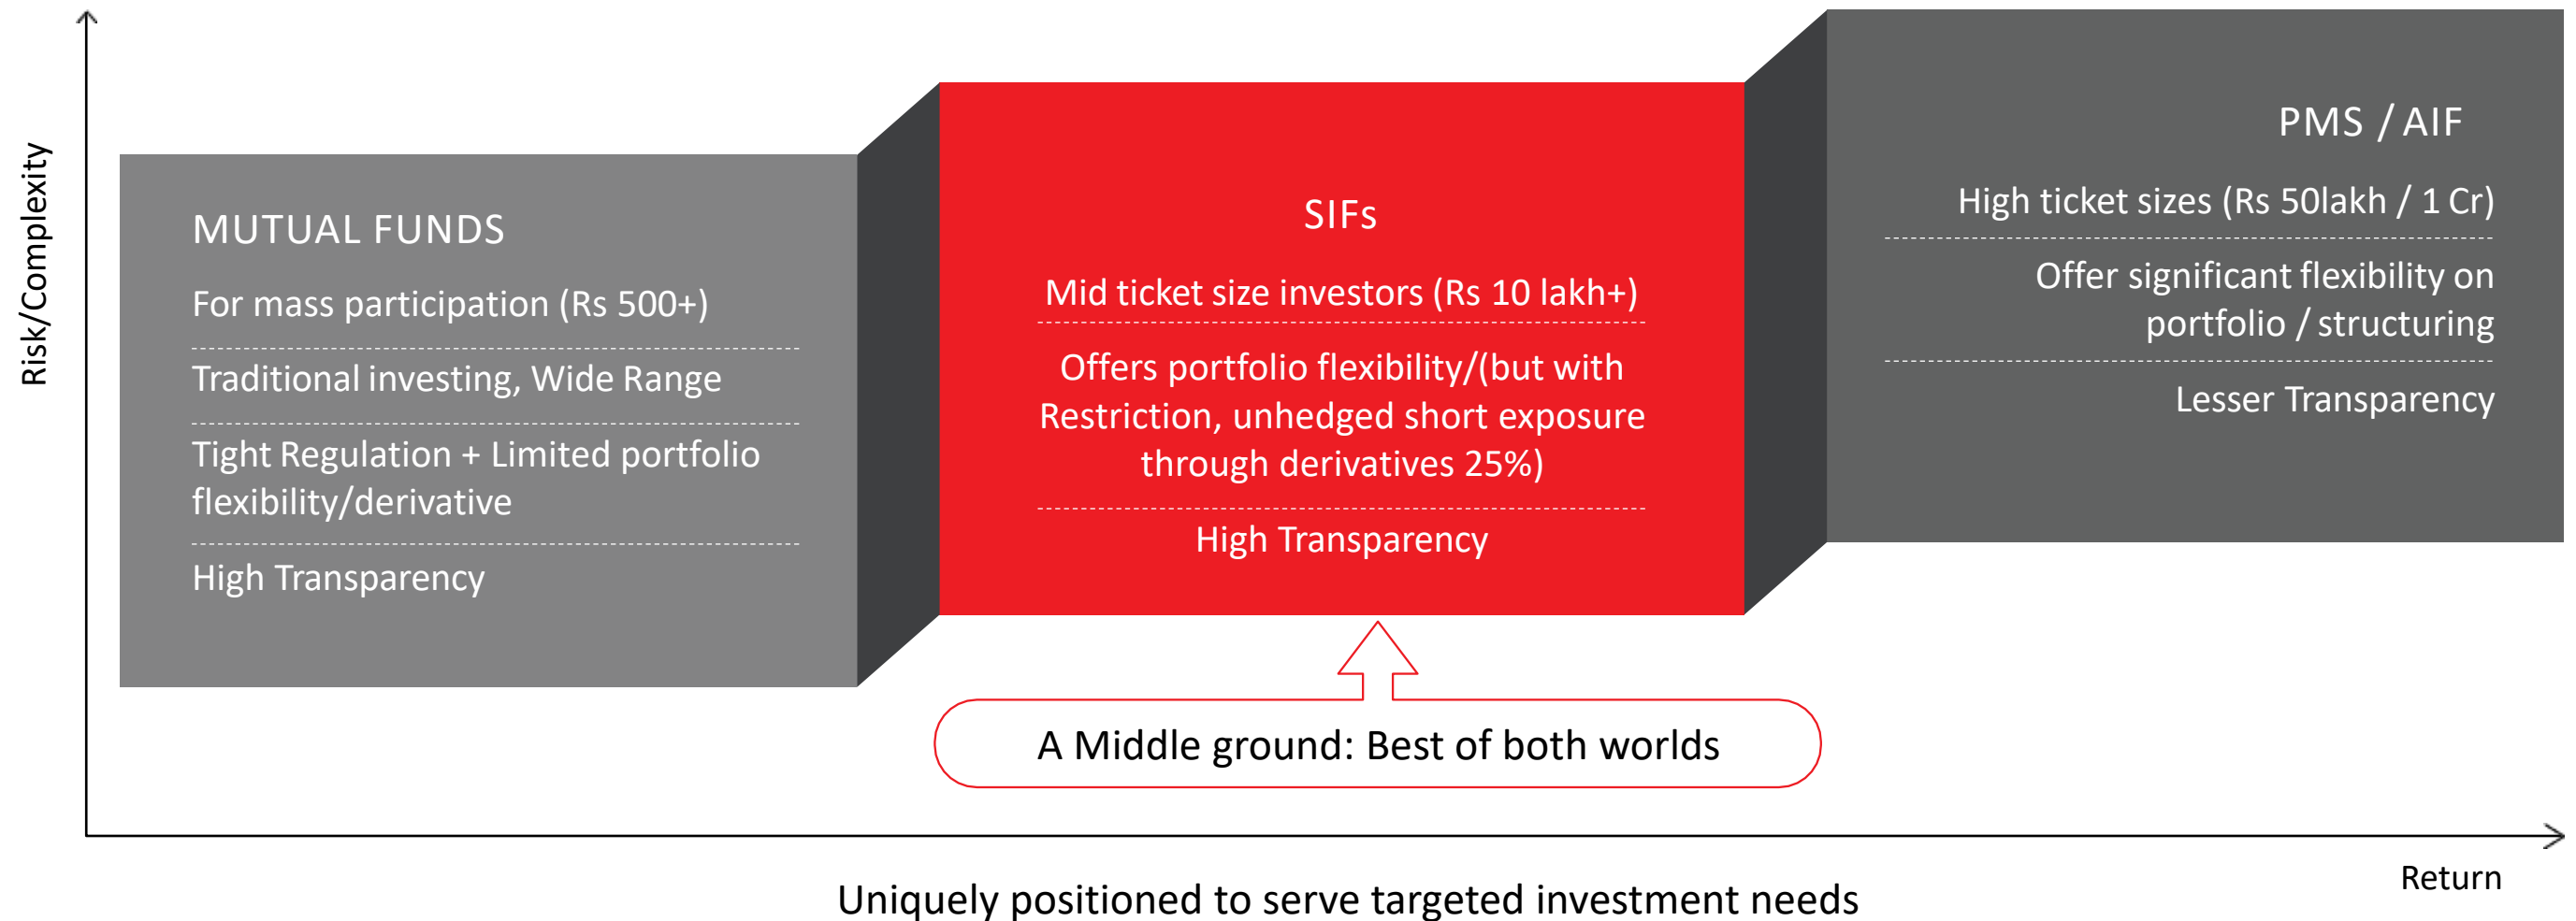 Risk/Complexity
MUTUAL FUNDS
For mass participation (Rs 500+)
Traditional investing, Wide Range
Tight Regulation + Limited portfolio
flexibility/derivative
High Transparency
SIFs
Mid ticket size investors (Rs 10 lakh+)
Offers portfolio flexibility/(but with
Restriction, unhedged short exposure
through derivatives 25%)
High Transparency
PMS / AIF
High ticket sizes (Rs 50lakh / 1 Cr)
Offer significant flexibility on
portfolio / structuring
Lesser Transparency
A Middle ground: Best of both worlds
Return
Uniquely positioned to serve targeted investment needs